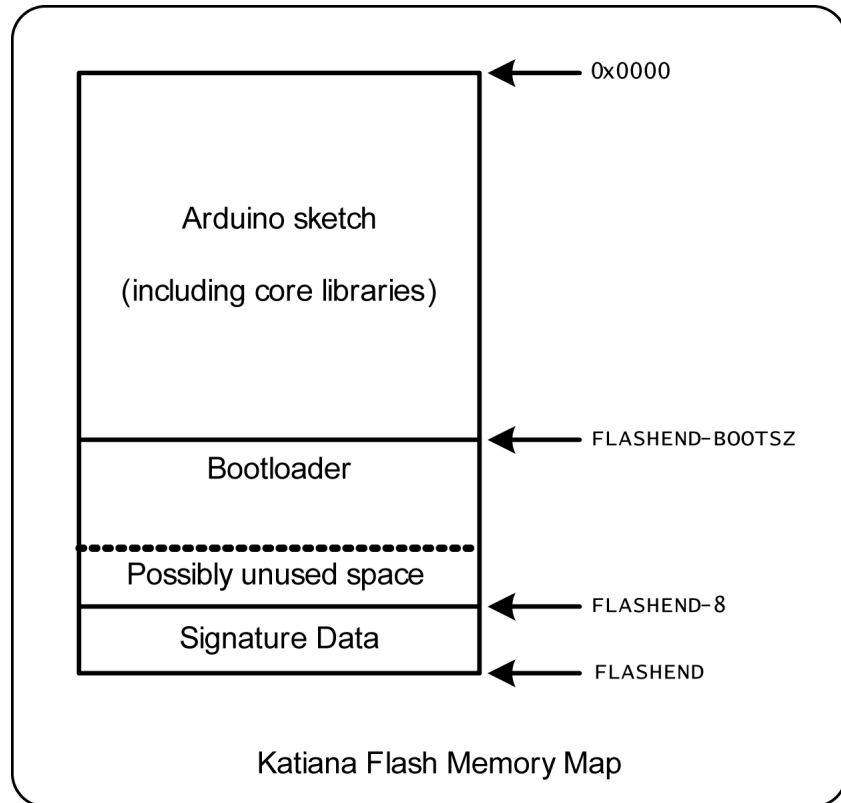 0x0000
Arduino sketch
(including core libraries)
FLASHEND-BOOTSZ
Bootloader
Possibly unused space
FLASHEND-8
Signature Data
FLASHEND
Katiana Flash Memory Map